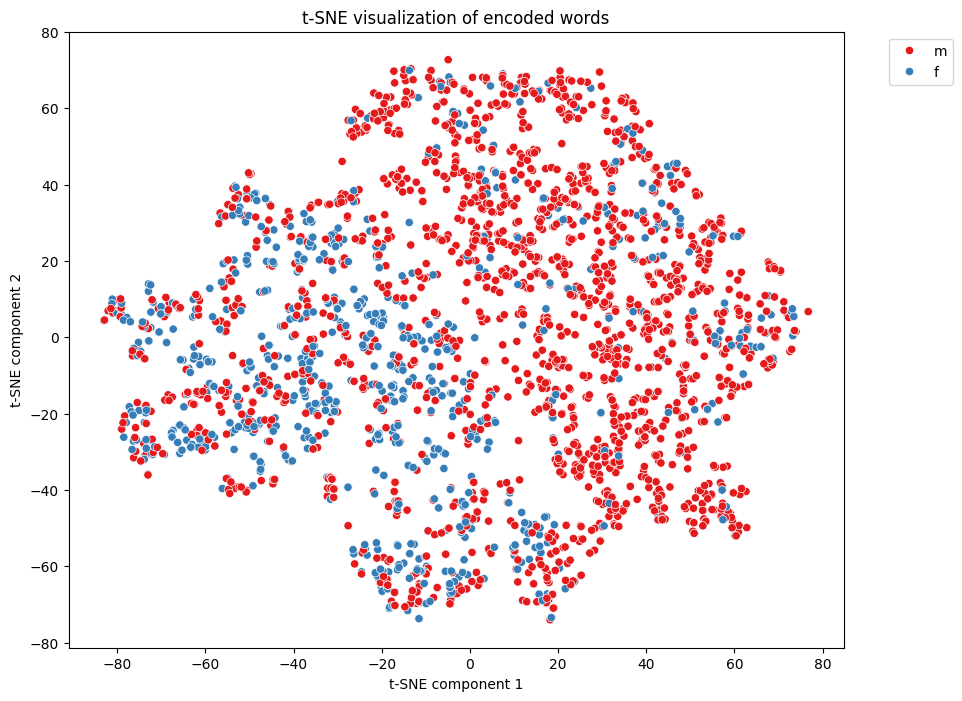 t-SNE visualization of encoded words
m
f
80
60
40
20
0
−20
−40
−60
−80
t-SNE component 2
−80 −60 −40 −20 0 20 40 60 80
t-SNE component 1